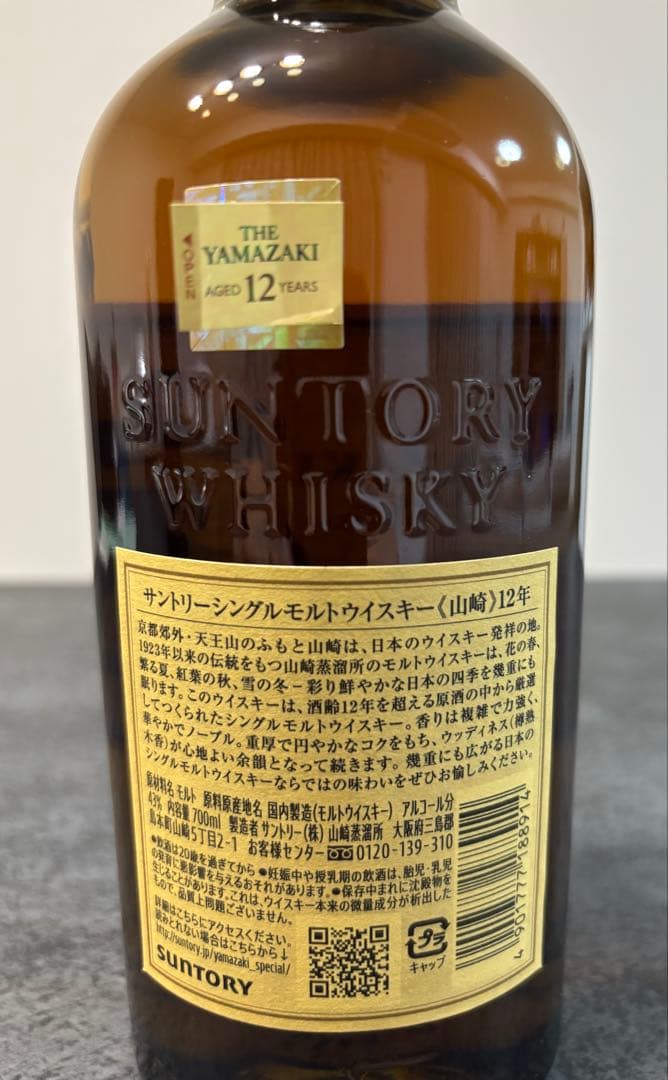 THE
YAMAZAKI
AGED 12 YEARS
◀OPEN
SUNTORY
WHISKY
サントリーシングルモルトウイスキー《山崎》12年
京都郊外・天王山のふもと山崎は、日本のウイスキー発祥の地。
1923年以来の伝統をもつ山崎蒸溜所のモルトウイスキーは、花の春、
繁る夏、紅葉の秋、雪の冬−彩り鮮やかな日本の四季を幾重にも
眠ります。このウイスキーは、酒齢12年を超える原酒の中から厳選
してつくられたシングルモルトウイスキー。香りは複雑で力強く、
華やかでノーブル。重厚で円やかなコクをもち、ウッディネス(樽熟
木香)が心地よい余韻となって続きます。幾重にも広がる日本の
シングルモルトウイスキーならではの味わいをぜひお愉しみください。
原材料名 モルト 原料原産地名 国内製造(モルトウイスキー) アルコール分
43% 内容量 700ml 製造者 サントリー(株) 山崎蒸溜所 大阪府三島郡
島本町山崎5丁目2-1 お客様センター 0120-139-310
●飲酒は20歳を過ぎてから ●妊娠中や授乳期の飲酒は、胎児・乳児
の発育に悪影響を与えるおそれがあります。●保存中まれに沈殿物を
生じることがあります。これは、ウイスキー本来の微量成分が析出した
もので、品質上問題ございません。
詳細はこちらにアクセスください。
読みとれない場合はこちらから↓
http://suntory.jp/yamazaki_special/
SUNTORY
プラ
キャップ
4 901777 188914